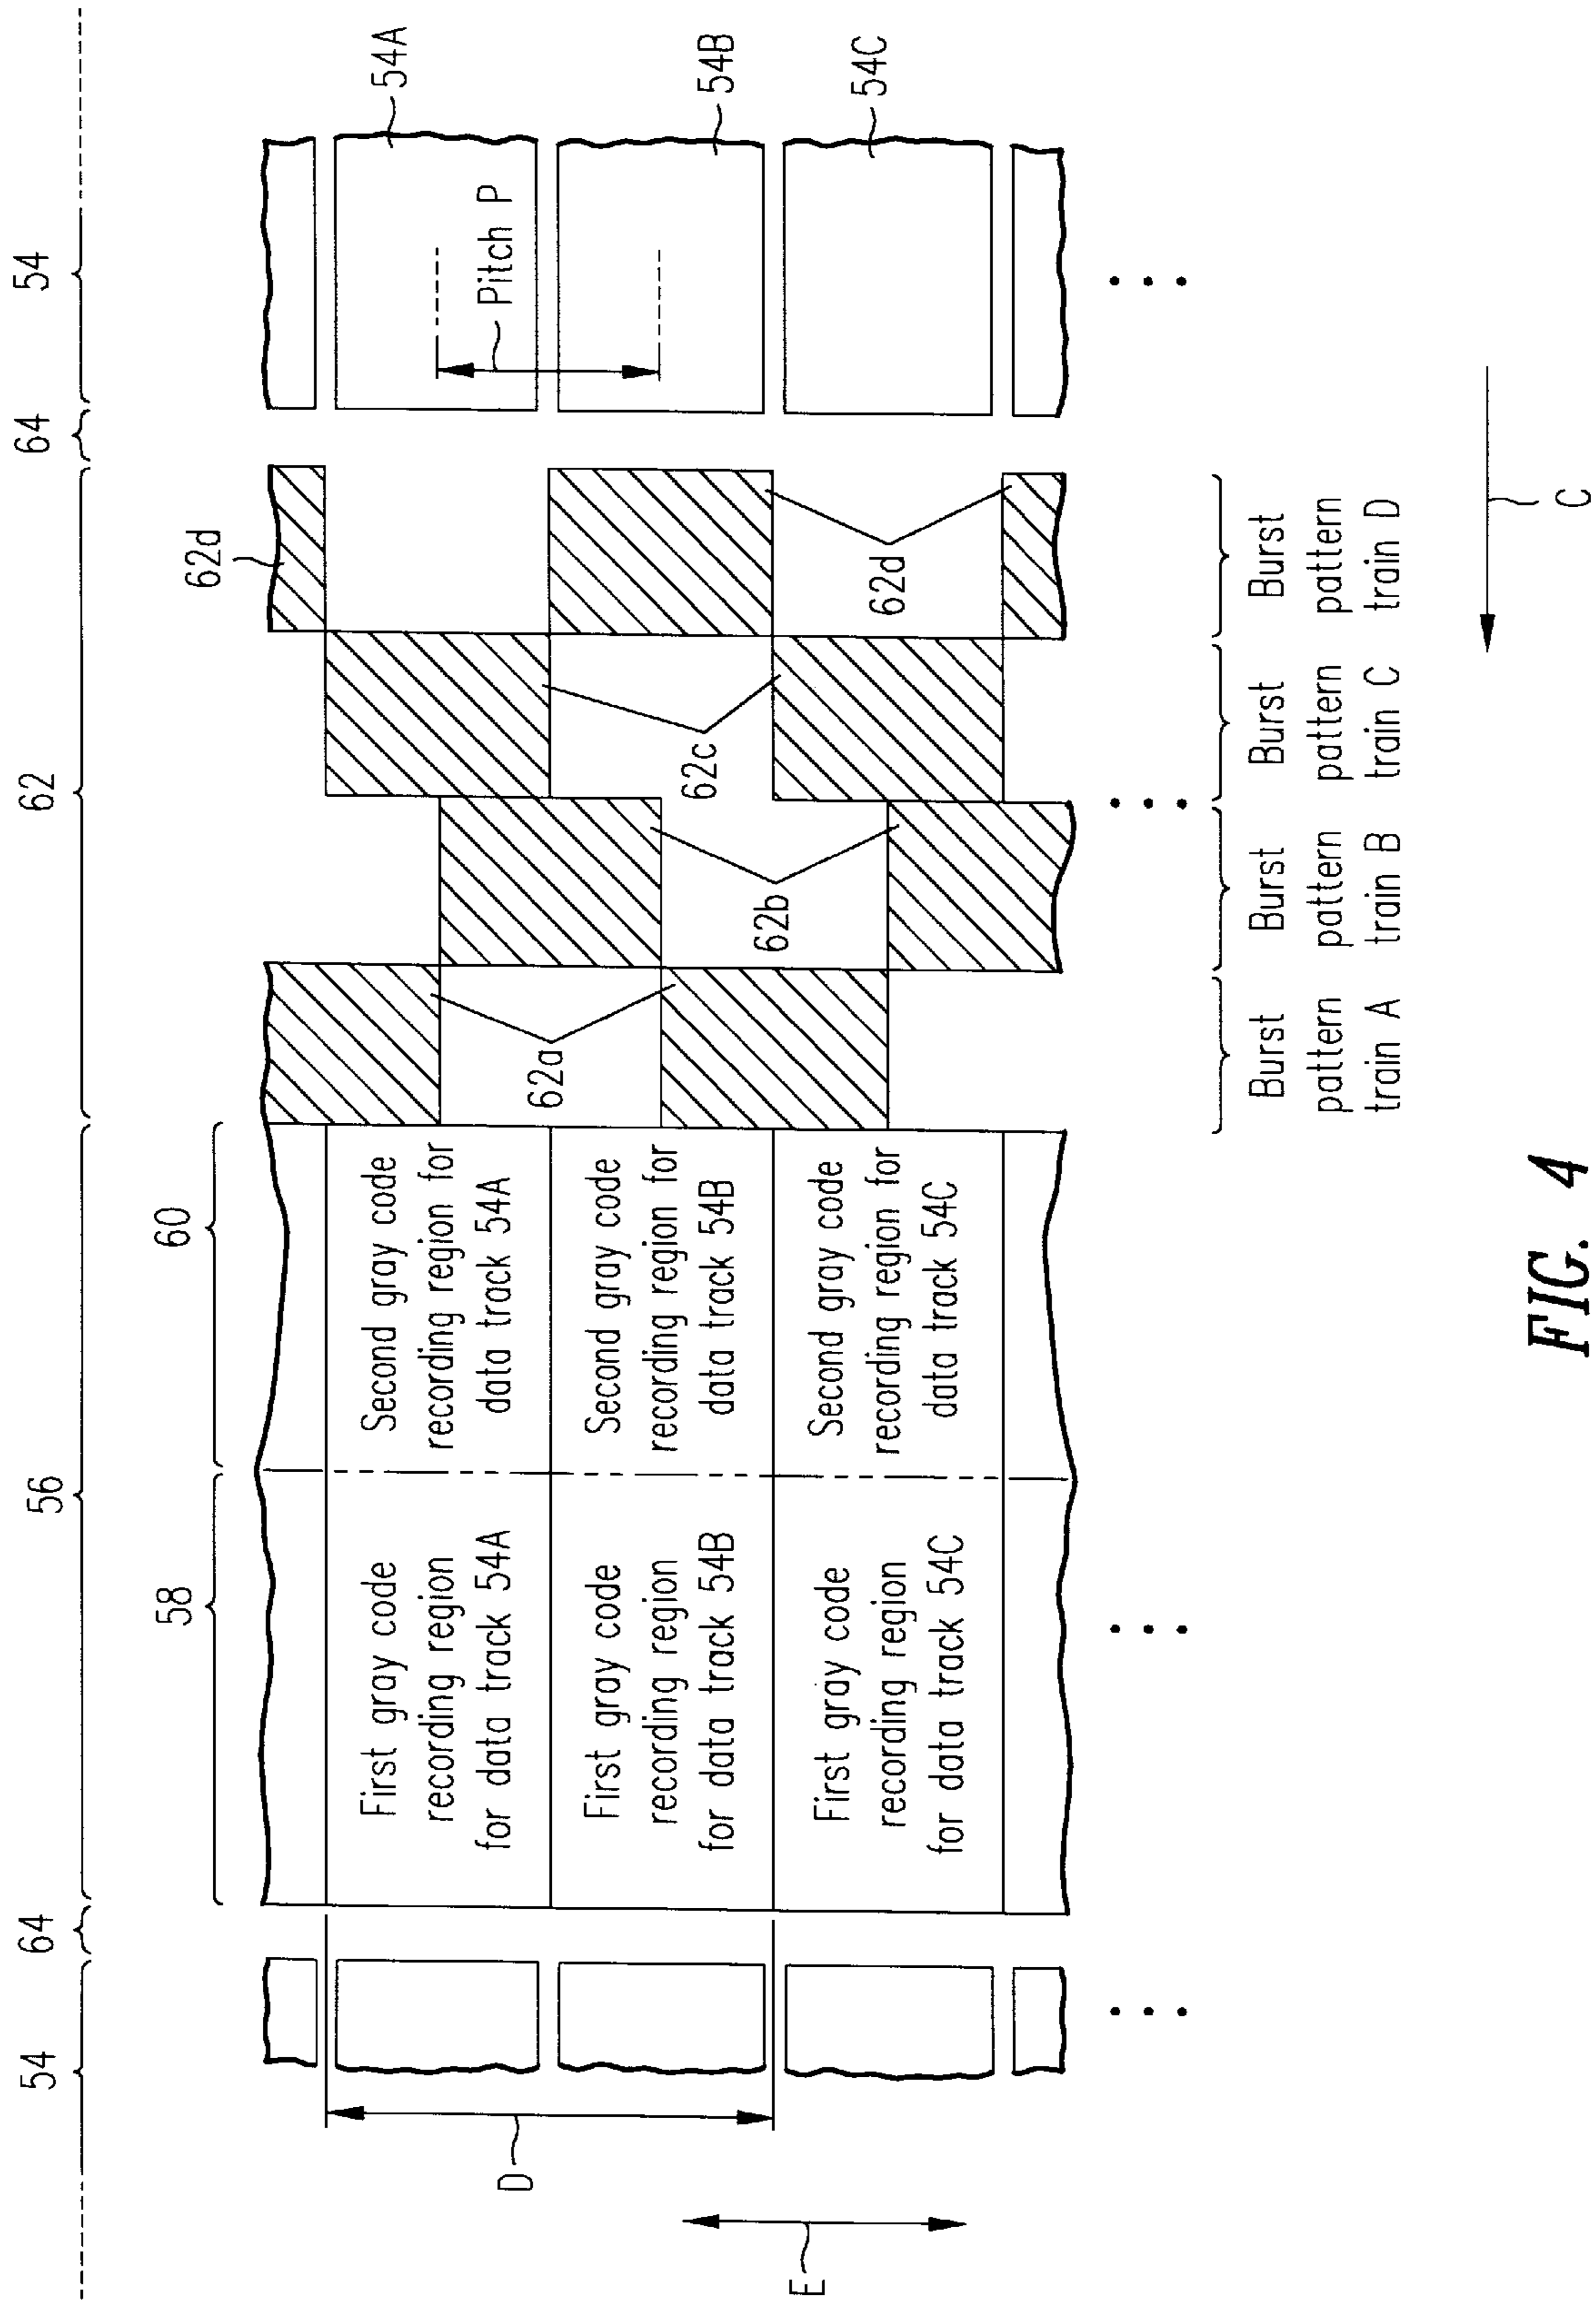 54 64 56 62 64 54
58 60
62d
54A
First gray code
recording region
for data track 54A
Second gray code
recording region for
data track 54A
Pitch P
D
62a
First gray code
recording region
for data track 54B
Second gray code
recording region for
data track 54B
62c
54B
62b
E
First gray code
recording region
for data track 54C
Second gray code
recording region for
data track 54C
62d
54C
Burst
pattern
train A
Burst
pattern
train B
Burst
pattern
train C
Burst
pattern
train D
C
FIG. 4